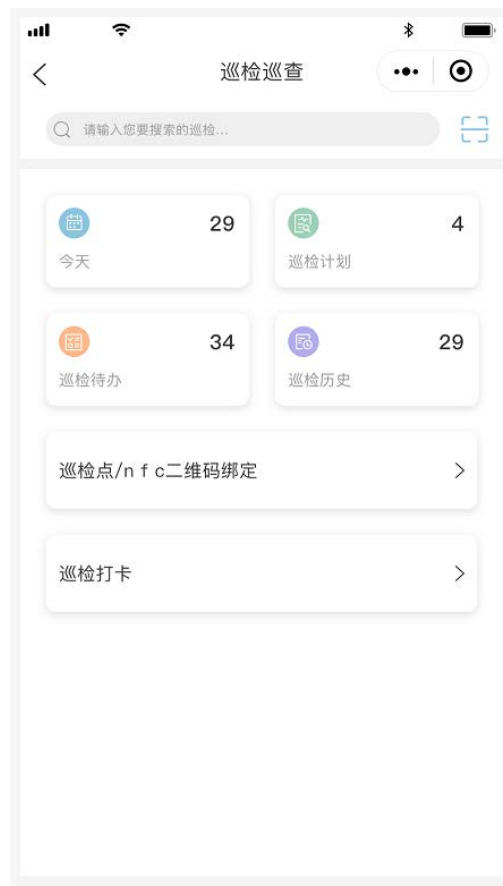 巡检巡查
请输入您要搜索的巡检...
29
今天
4
巡检计划
34
巡检待办
29
巡检历史
巡检点/nfc二维码绑定
巡检打卡